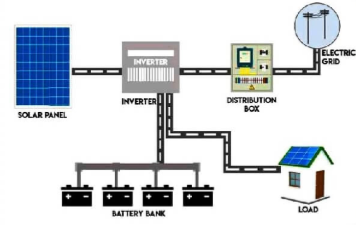 ELECTRIC
GRID
INVERTER
SOLAR PANEL
INVERTER
DISTRIBUTION
BOX
BATTERY BANK
LOAD